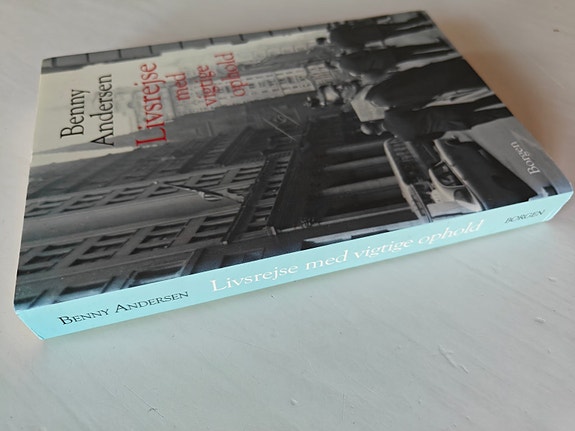 Benny
Andersen
Livsrejse
med
vigtige
ophold
Borgen
BENNY ANDERSEN Livsrejse med vigtige ophold BORGEN